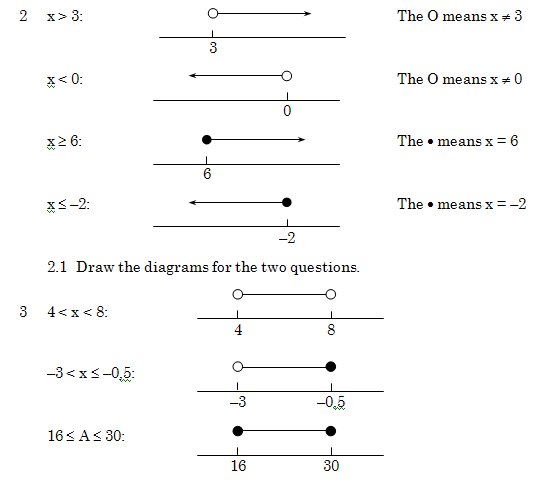 2 x > 3: The O means x ≠ 3
3
x < 0: The O means x ≠ 0
0
x ≥ 6: The • means x = 6
6
x ≤ –2: The • means x = –2
–2
2.1 Draw the diagrams for the two questions.
3 4 < x < 8:
4 8
–3 < x ≤ –0,5:
–3 –0,5
16 ≤ A ≤ 30:
16 30